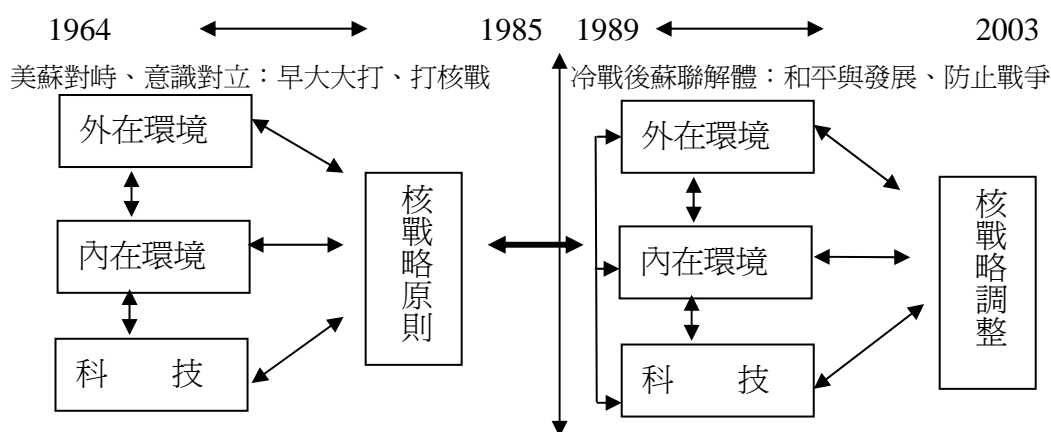 1964 1985 1989 2003
美蘇對峙、意識對立：早大大打、打核戰 冷戰後蘇聯解體：和平與發展、防止戰爭
外在環境
內在環境
科 技
核戰略原則
外在環境
內在環境
科 技
核戰略調整